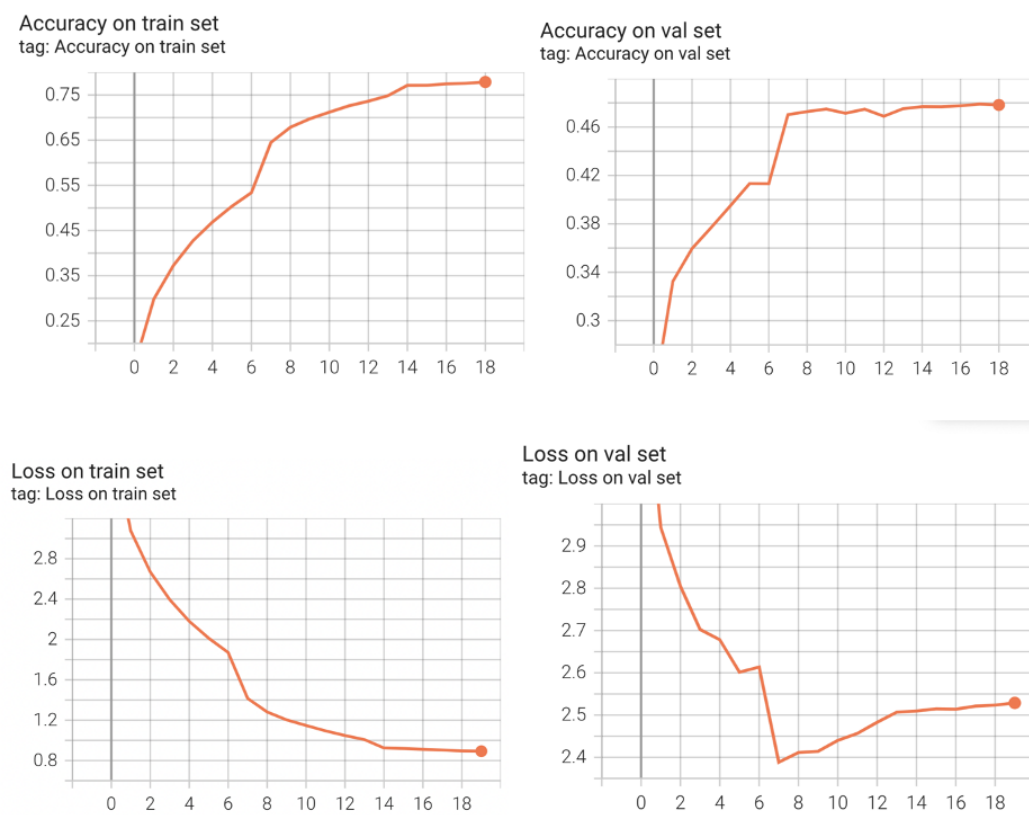 Accuracy on train set
tag: Accuracy on train set
0.75
0.65
0.55
0.45
0.35
0.25
0 2 4 6 8 10 12 14 16 18
Accuracy on val set
tag: Accuracy on val set
0.46
0.42
0.38
0.34
0.3
0 2 4 6 8 10 12 14 16 18
Loss on train set
tag: Loss on train set
2.8
2.4
2
1.6
1.2
0.8
0 2 4 6 8 10 12 14 16 18
Loss on val set
tag: Loss on val set
2.9
2.8
2.7
2.6
2.5
2.4
0 2 4 6 8 10 12 14 16 18